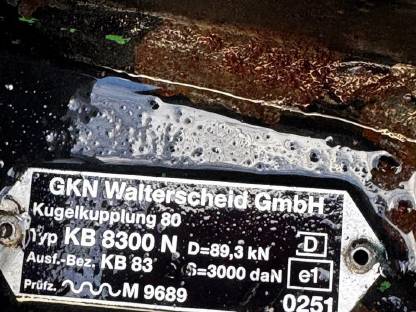 GKN Walterscheid GmbH
Kugelkupplung 80
Typ KB 8300 N D=89,3 kN D
Ausf.-Bez. KB 83 S=3000 daN e1
Prüfz. M 9689 0251